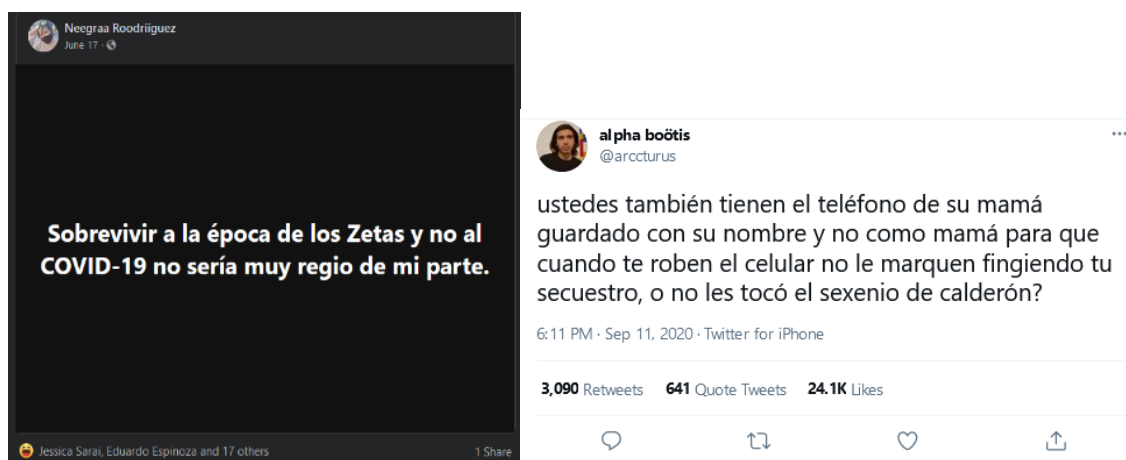 Neegraa Roodriiguez
June 17 ·
Sobrevivir a la época de los Zetas y no al
COVID-19 no sería muy regio de mi parte.
Jessica Sarai, Eduardo Espinoza and 17 others
1 Share
alpha boötis
@arccturus
ustedes también tienen el teléfono de su mamá
guardado con su nombre y no como mamá para que
cuando te roben el celular no le marquen fingiendo tu
secuestro, o no les tocó el sexenio de calderón?
6:11 PM · Sep 11, 2020 · Twitter for iPhone
3,090 Retweets 641 Quote Tweets 24.1K Likes